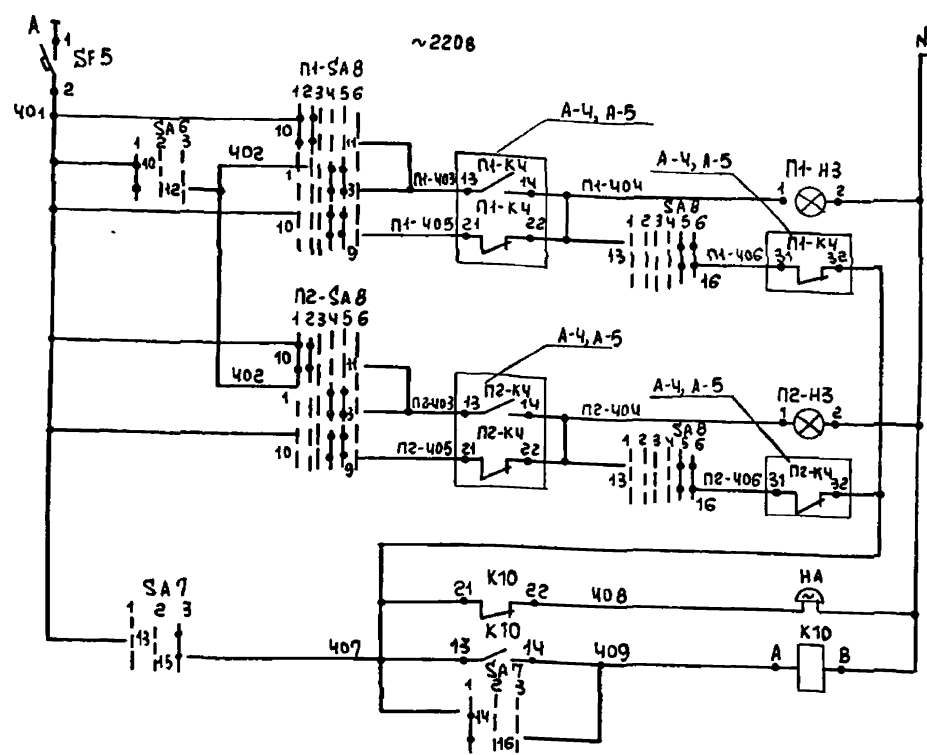 A
N
1
SF5
~220В
2
401
П1-SA8
1 2 3 4 5 6
10
11
SA6
1 2 3
10
12
402
1
3
10
9
А-4, А-5
П1-403
13
П1-К4
14
П1-404
П1-К4
П1-405
21
22
А-4, А-5
1
П1-Н3
2
SA8
1 2 3 4 5 6
13
16
П1-406
П1-К4
31
32
П2-SA8
1 2 3 4 5 6
10
11
402
1
3
10
9
А-4, А-5
П2-403
13
П2-К4
14
П2-404
П2-К4
П2-405
21
22
А-4, А-5
1
П2-Н3
2
SA8
1 2 3 4 5 6
13
16
П2-406
П2-К4
31
32
SA7
1 2 3
13
15
407
21
К10
22
408
НА
13
К10
14
409
А
К10
В
SA7
1 2 3
14
16